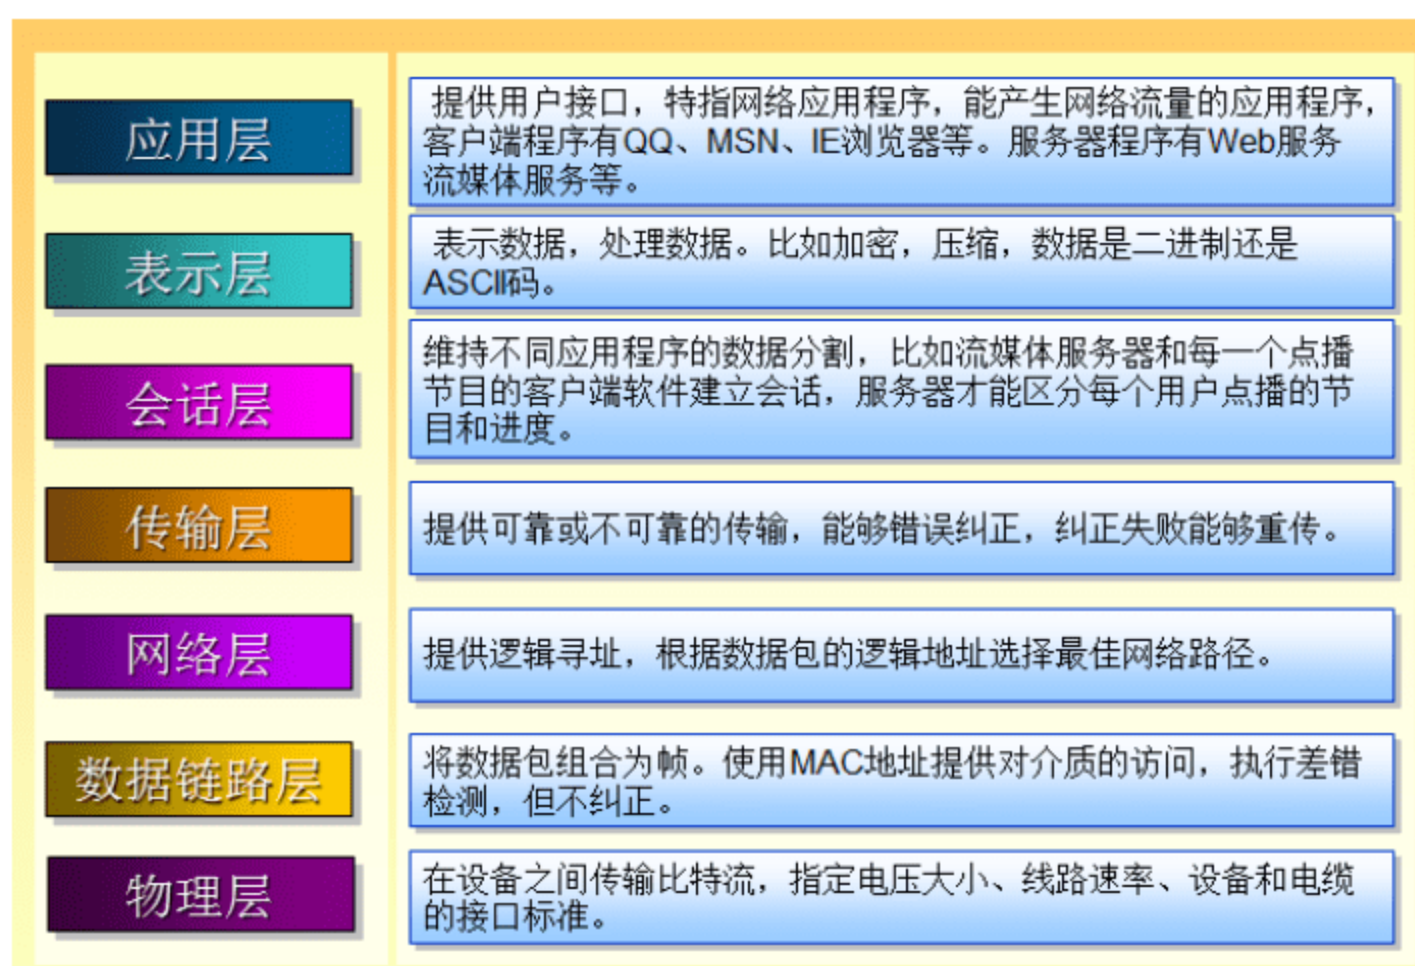 应用层
提供用户接口，特指网络应用程序，能产生网络流量的应用程序，
客户端程序有QQ、MSN、IE浏览器等。服务器程序有Web服务
流媒体服务等。
表示层
表示数据，处理数据。比如加密，压缩，数据是二进制还是
ASCII码。
会话层
维持不同应用程序的数据分割，比如流媒体服务器和每一个点播
节目的客户端软件建立会话，服务器才能区分每个用户点播的节
目和进度。
传输层
提供可靠或不可靠的传输，能够错误纠正，纠正失败能够重传。
网络层
提供逻辑寻址，根据数据包的逻辑地址选择最佳网络路径。
数据链路层
将数据包组合为帧。使用MAC地址提供对介质的访问，执行差错
检测，但不纠正。
物理层
在设备之间传输比特流，指定电压大小、线路速率、设备和电缆
的接口标准。